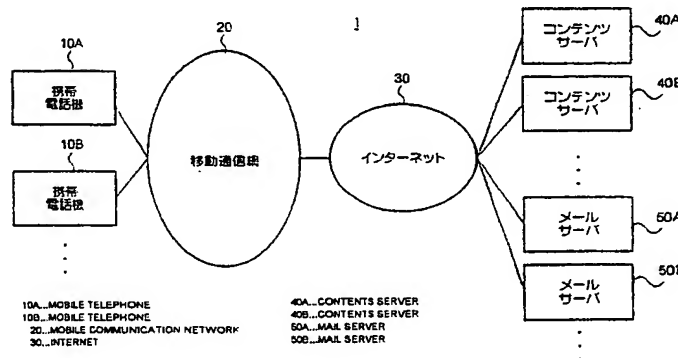 20
1
10A
40A
携帯
電話機
コンテンツ
サーバ
40B
30
コンテンツ
サーバ
10B
移動通信網
インターネット
携帯
電話機
50A
メール
サーバ
メール
サーバ
10A...MOBILE TELEPHONE
10B...MOBILE TELEPHONE
20...MOBILE COMMUNICATION NETWORK
30...INTERNET
40A...CONTENTS SERVER
40B...CONTENTS SERVER
50A...MAIL SERVER
50B...MAIL SERVER